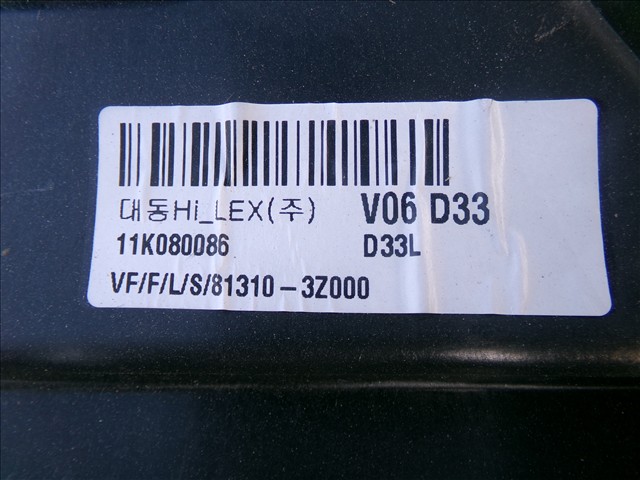 대동Hi_LEX(주) V06 D33
11K080086 D33L
VF/F/L/S/81310-3Z000